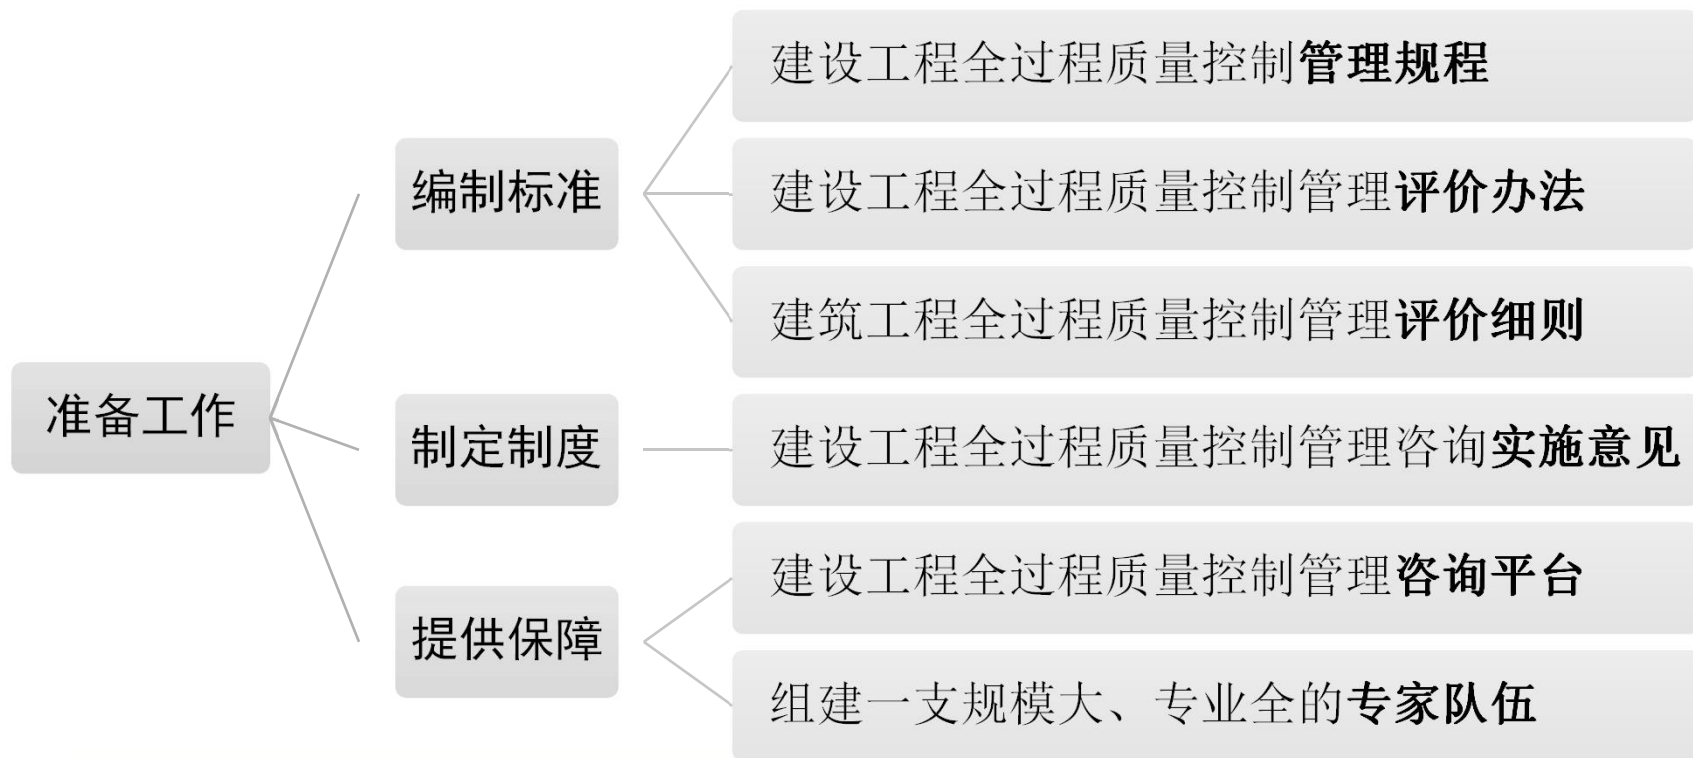 准备工作
编制标准
建设工程全过程质量控制管理规程
建设工程全过程质量控制管理评价办法
建筑工程全过程质量控制管理评价细则
制定制度
建设工程全过程质量控制管理咨询实施意见
提供保障
建设工程全过程质量控制管理咨询平台
组建一支规模大、专业全的专家队伍